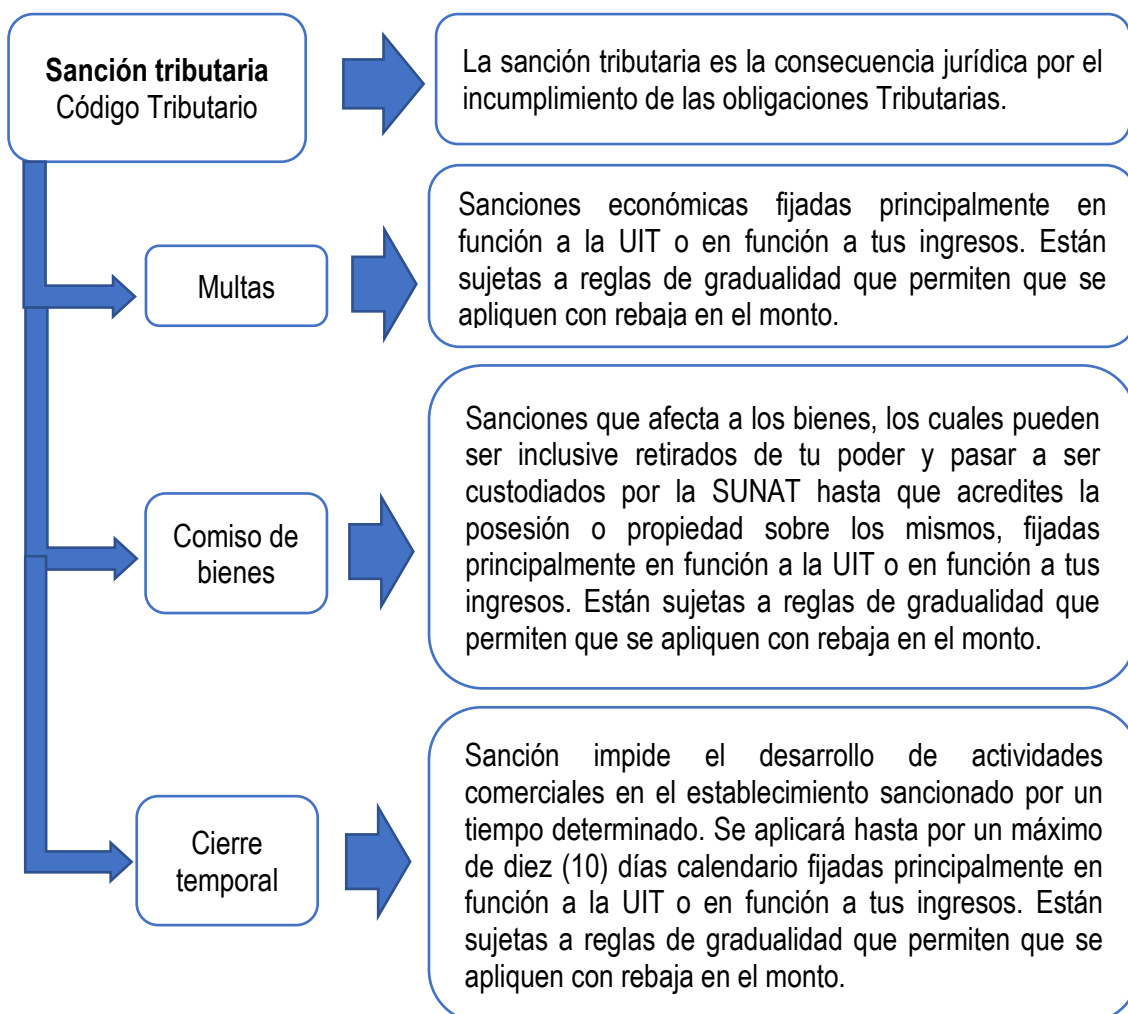 Sanción tributaria
Código Tributario
La sanción tributaria es la consecuencia jurídica por el
incumplimiento de las obligaciones Tributarias.
Multas
Sanciones económicas fijadas principalmente en
función a la UIT o en función a tus ingresos. Están
sujetas a reglas de gradualidad que permiten que se
apliquen con rebaja en el monto.
Comiso de
bienes
Sanciones que afecta a los bienes, los cuales pueden
ser inclusive retirados de tu poder y pasar a ser
custodiados por la SUNAT hasta que acredites la
posesión o propiedad sobre los mismos, fijadas
principalmente en función a la UIT o en función a tus
ingresos. Están sujetas a reglas de gradualidad que
permiten que se apliquen con rebaja en el monto.
Cierre
temporal
Sanción impide el desarrollo de actividades
comerciales en el establecimiento sancionado por un
tiempo determinado. Se aplicará hasta por un máximo
de diez (10) días calendario fijadas principalmente en
función a la UIT o en función a tus ingresos. Están
sujetas a reglas de gradualidad que permiten que se
apliquen con rebaja en el monto.